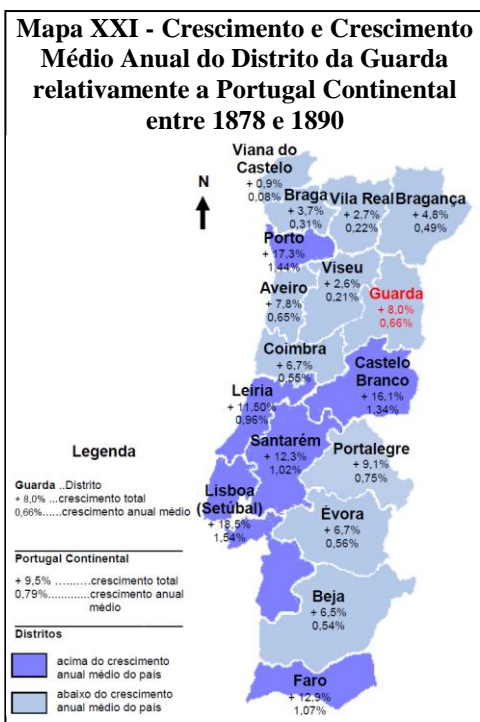 Mapa XXI - Crescimento e Crescimento
Médio Anual do Distrito da Guarda
relativamente a Portugal Continental
entre 1878 e 1890
Viana do
Castelo
+ 0,9%
0,08%
N
Braga
+ 3,7%
0,31%
Vila Real
+ 2,7%
0,22%
Bragança
+ 4,8%
0,49%
Porto
+ 17,3%
1,44%
Viseu
+ 2,6%
0,21%
Aveiro
+ 7,8%
0,65%
Guarda
+ 8,0%
0,66%
Coimbra
+ 6,7%
0,55%
Castelo
Branco
+ 16,1%
1,34%
Leiria
+ 11,50%
0,96%
Santarém
+ 12,3%
1,02%
Portalegre
+ 9,1%
0,75%
Lisboa
(Setúbal)
+ 18,5%
1,54%
Évora
+ 6,7%
0,56%
Beja
+ 6,5%
0,54%
Faro
+ 12,9%
1,07%
Legenda
Guarda ..Distrito
+ 8,0% ...crescimento total
0,66%......crescimento anual médio
Portugal Continental
+ 9,5% .........crescimento total
0,79%............crescimento anual
médio
Distritos
acima do crescimento
anual médio do país
abaixo do crescimento
anual médio do país